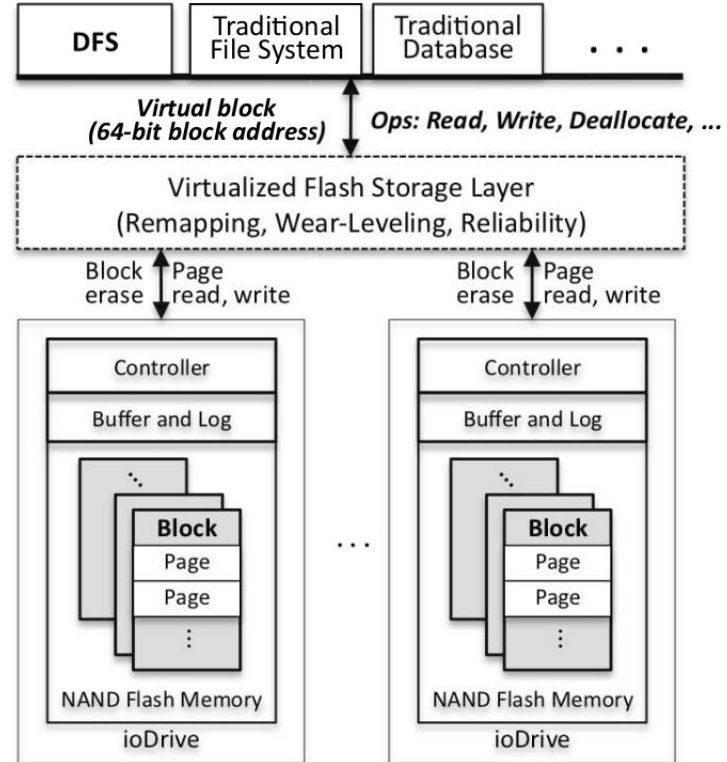 DFS
Traditional
File System
Traditional
Database
. . .
Virtual block
(64-bit block address)
Ops: Read, Write, Deallocate, ...
Virtualized Flash Storage Layer
(Remapping, Wear-Leveling, Reliability)
Block
erase
Page
read, write
Block
erase
Page
read, write
Controller
Buffer and Log
...
Block
Page
Page
...
NAND Flash Memory
ioDrive
...
Controller
Buffer and Log
...
Block
Page
Page
...
NAND Flash Memory
ioDrive